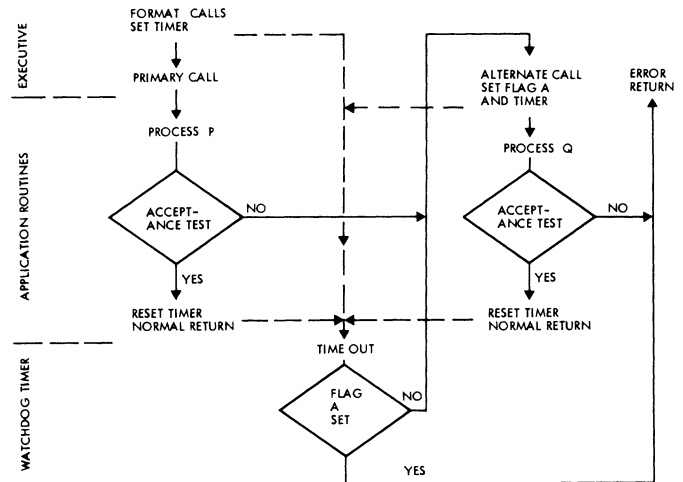 EXECUTIVE
FORMAT CALLS
SET TIMER
PRIMARY CALL
ALTERNATE CALL
SET FLAG A
AND TIMER
ERROR
RETURN
APPLICATION ROUTINES
PROCESS P
PROCESS Q
ACCEPT-
ANCE TEST
NO
YES
RESET TIMER
NORMAL RETURN
ACCEPT-
ANCE TEST
NO
YES
RESET TIMER
NORMAL RETURN
WATCHDOG TIMER
TIME OUT
FLAG
A
SET
NO
YES